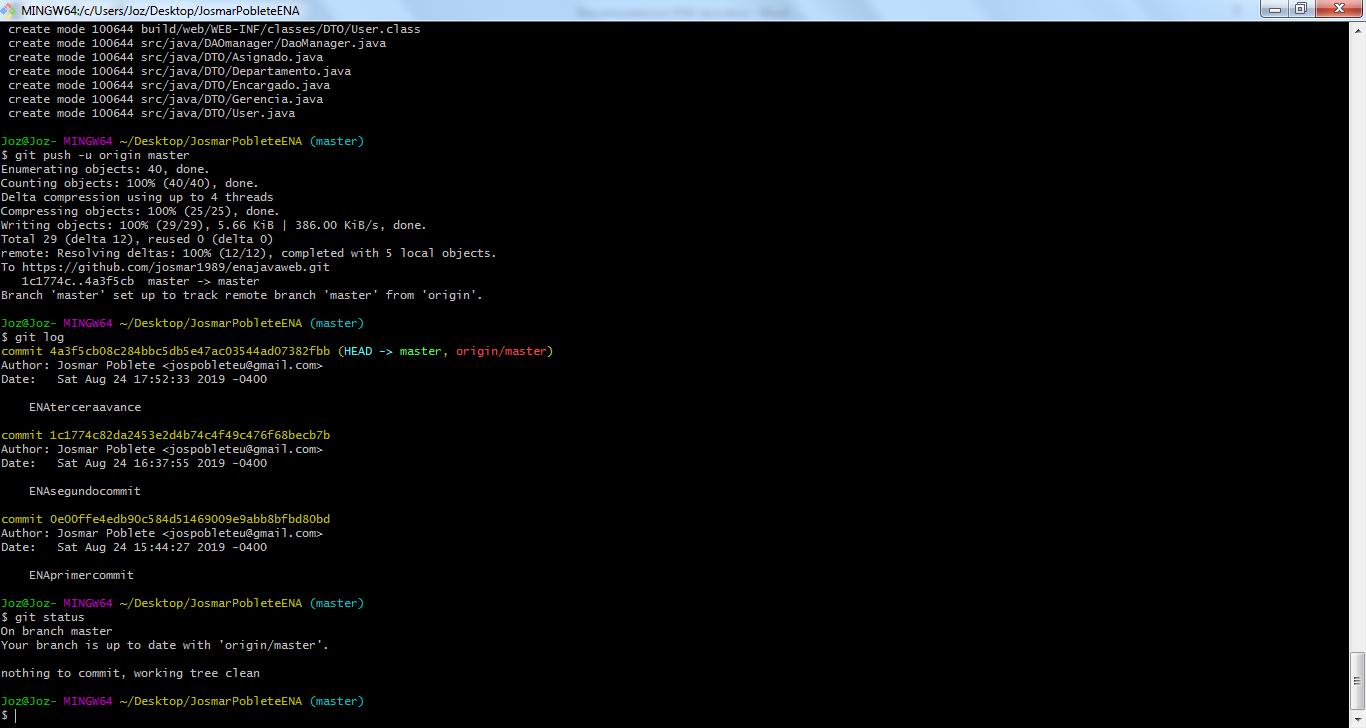 MINGW64:/c/Users/Joz/Desktop/JosmarPobleteENA
create mode 100644 build/web/WEB-INF/classes/DTO/User.class
create mode 100644 src/java/DAOmanager/DaoManager.java
create mode 100644 src/java/DTO/Asignado.java
create mode 100644 src/java/DTO/Departamento.java
create mode 100644 src/java/DTO/Encargado.java
create mode 100644 src/java/DTO/Gerencia.java
create mode 100644 src/java/DTO/User.java
Joz@Joz- MINGW64 ~/Desktop/JosmarPobleteENA (master)
$ git push -u origin master
Enumerating objects: 40, done.
Counting objects: 100% (40/40), done.
Delta compression using up to 4 threads
Compressing objects: 100% (25/25), done.
Writing objects: 100% (29/29), 5.66 KiB | 386.00 KiB/s, done.
Total 29 (delta 12), reused 0 (delta 0)
remote: Resolving deltas: 100% (12/12), completed with 5 local objects.
To https://github.com/josmar1989/enajavaweb.git
1c1774c..4a3f5cb  master -> master
Branch 'master' set up to track remote branch 'master' from 'origin'.
Joz@Joz- MINGW64 ~/Desktop/JosmarPobleteENA (master)
$ git log
commit 4a3f5cb08c284bbc5db5e47ac03544ad07382fbb (HEAD -> master, origin/master)
Author: Josmar Poblete <jospobleteu@gmail.com>
Date:   Sat Aug 24 17:52:33 2019 -0400
ENAterceraavance
commit 1c1774c82da2453e2d4b74c4f49c476f68becb7b
Author: Josmar Poblete <jospobleteu@gmail.com>
Date:   Sat Aug 24 16:37:55 2019 -0400
ENAsegundocommit
commit 0e00ffe4edb90c584d51469009e9abb8bfbd80bd
Author: Josmar Poblete <jospobleteu@gmail.com>
Date:   Sat Aug 24 15:44:27 2019 -0400
ENAprimercommit
Joz@Joz- MINGW64 ~/Desktop/JosmarPobleteENA (master)
$ git status
On branch master
Your branch is up to date with 'origin/master'.
nothing to commit, working tree clean
Joz@Joz- MINGW64 ~/Desktop/JosmarPobleteENA (master)
$